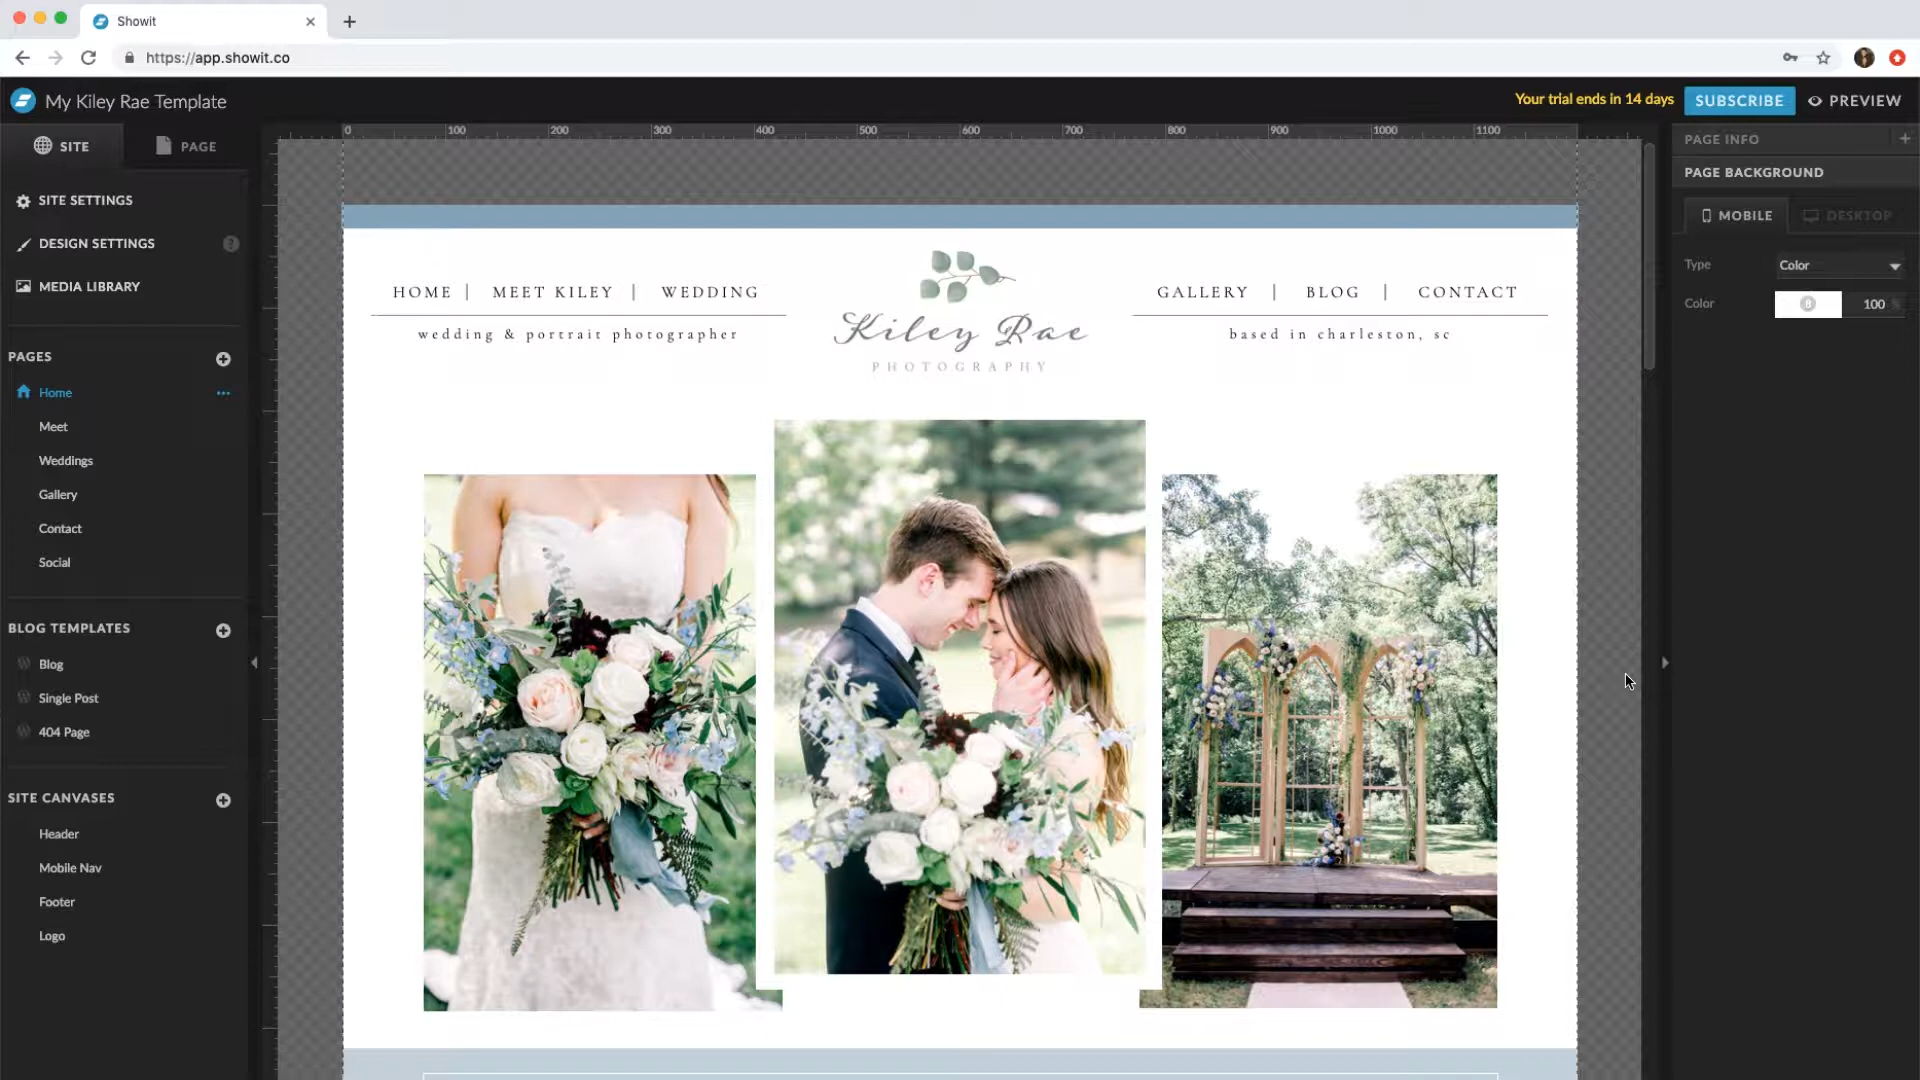 Showit
https://app.showit.co
My Kiley Rae Template
Your trial ends in 14 days
SUBSCRIBE
PREVIEW
SITE
PAGE
0 100 200 300 400 500 600 700 800 900 1000 1100
PAGE INFO
PAGE BACKGROUND
MOBILE
DESKTOP
Type
Color
Color
8
100 %
SITE SETTINGS
DESIGN SETTINGS
?
MEDIA LIBRARY
PAGES
Home
Meet
Weddings
Gallery
Contact
Social
BLOG TEMPLATES
Blog
Single Post
404 Page
SITE CANVASES
Header
Mobile Nav
Footer
Logo
HOME | MEET KILEY | WEDDING
wedding & portrait photographer
Kiley Rae
PHOTOGRAPHY
GALLERY | BLOG | CONTACT
based in charleston, sc